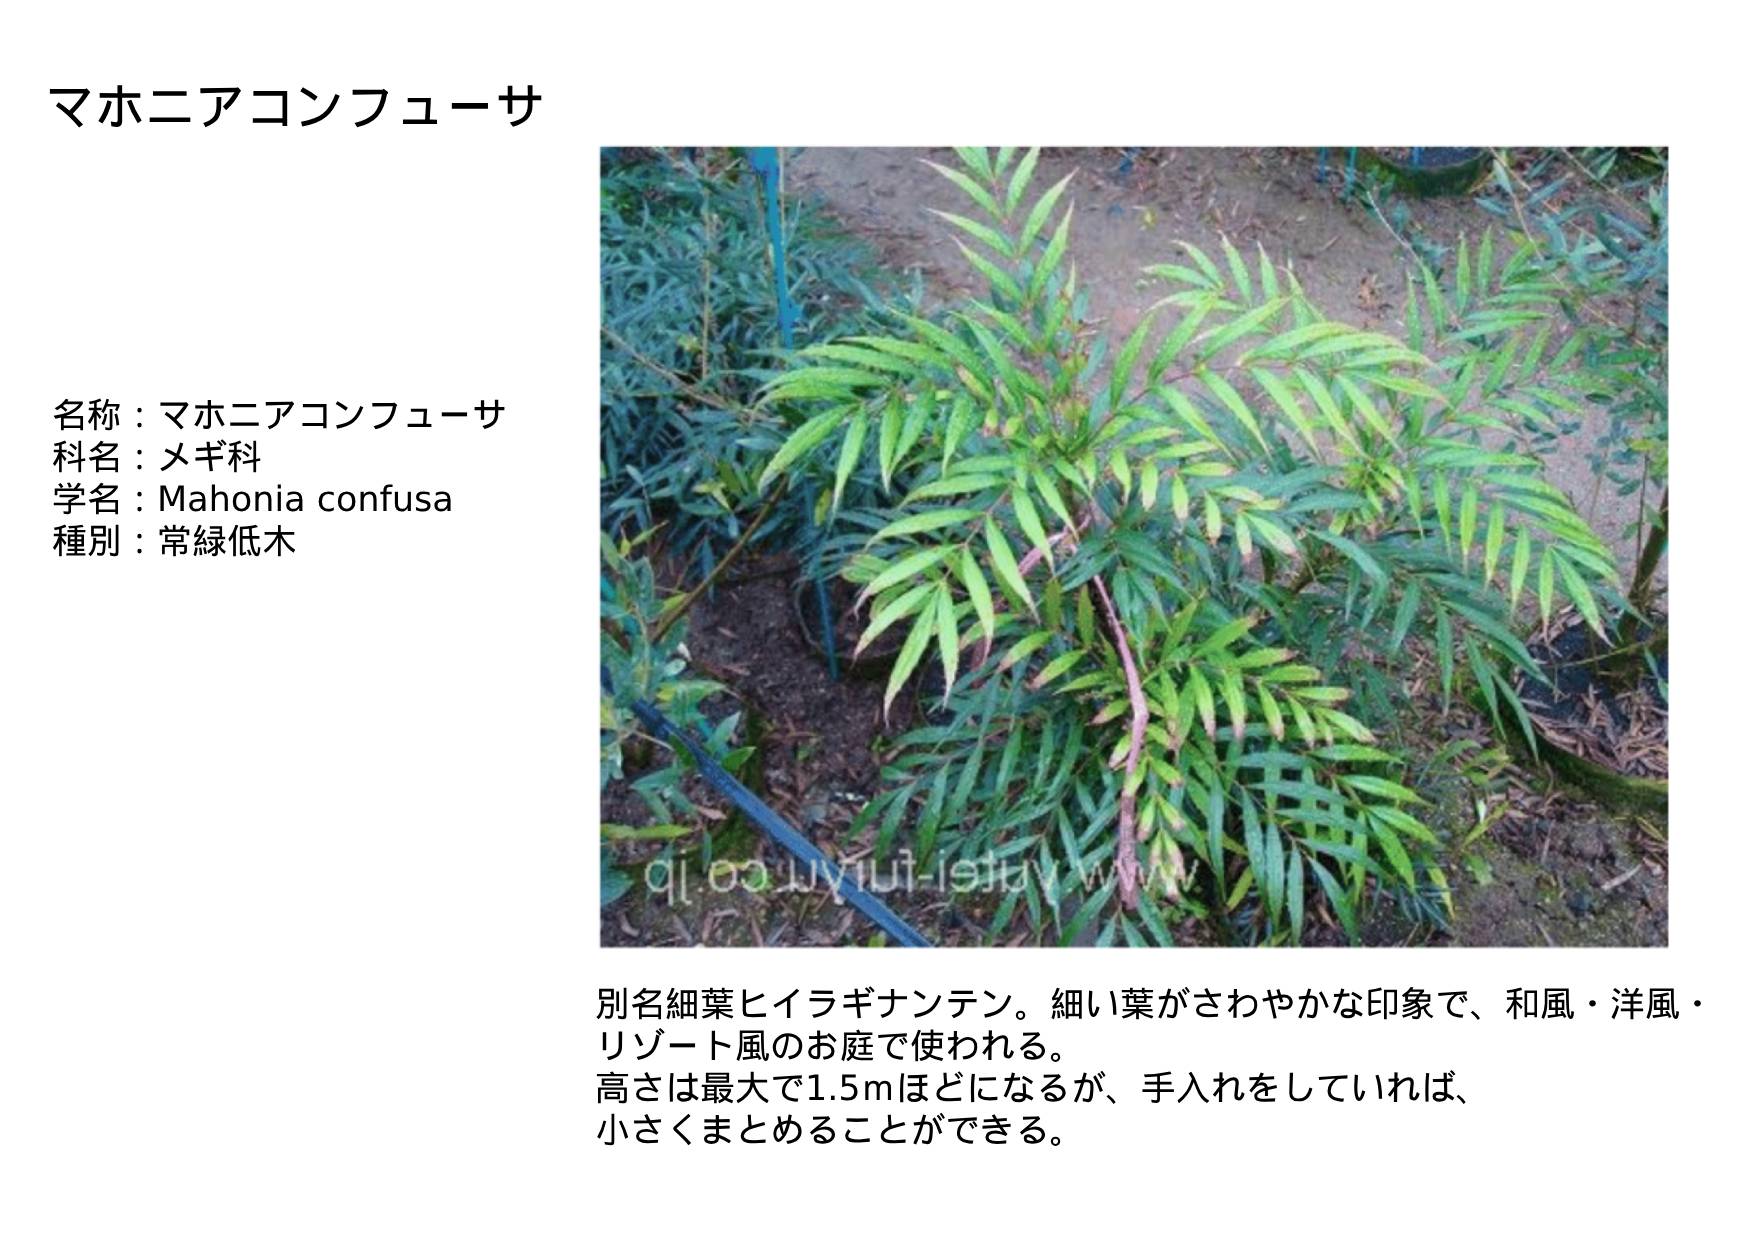 マホニアコンフューサ
名称：マホニアコンフューサ
科名：メギ科
学名：Mahonia confusa
種別：常緑低木
www.yutei-fuiyu.co.jp
別名細葉ヒイラギナンテン。細い葉がさわやかな印象で、和風・洋風・
リゾート風のお庭で使われる。
高さは最大で1.5mほどになるが、手入れをしていれば、
小さくまとめることができる。